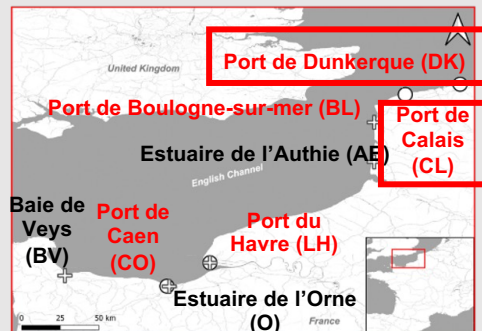 United Kingdom
Port de Dunkerque (DK)
Port de Boulogne-sur-mer (BL)
Port de
Calais
(CL)
Estuaire de l'Authie (AE)
English Channel
Baie de
Veys
(BV)
Port de
Caen
(CO)
Port du
Havre (LH)
Estuaire de l'Orne
(O)
0 25 50 km
France